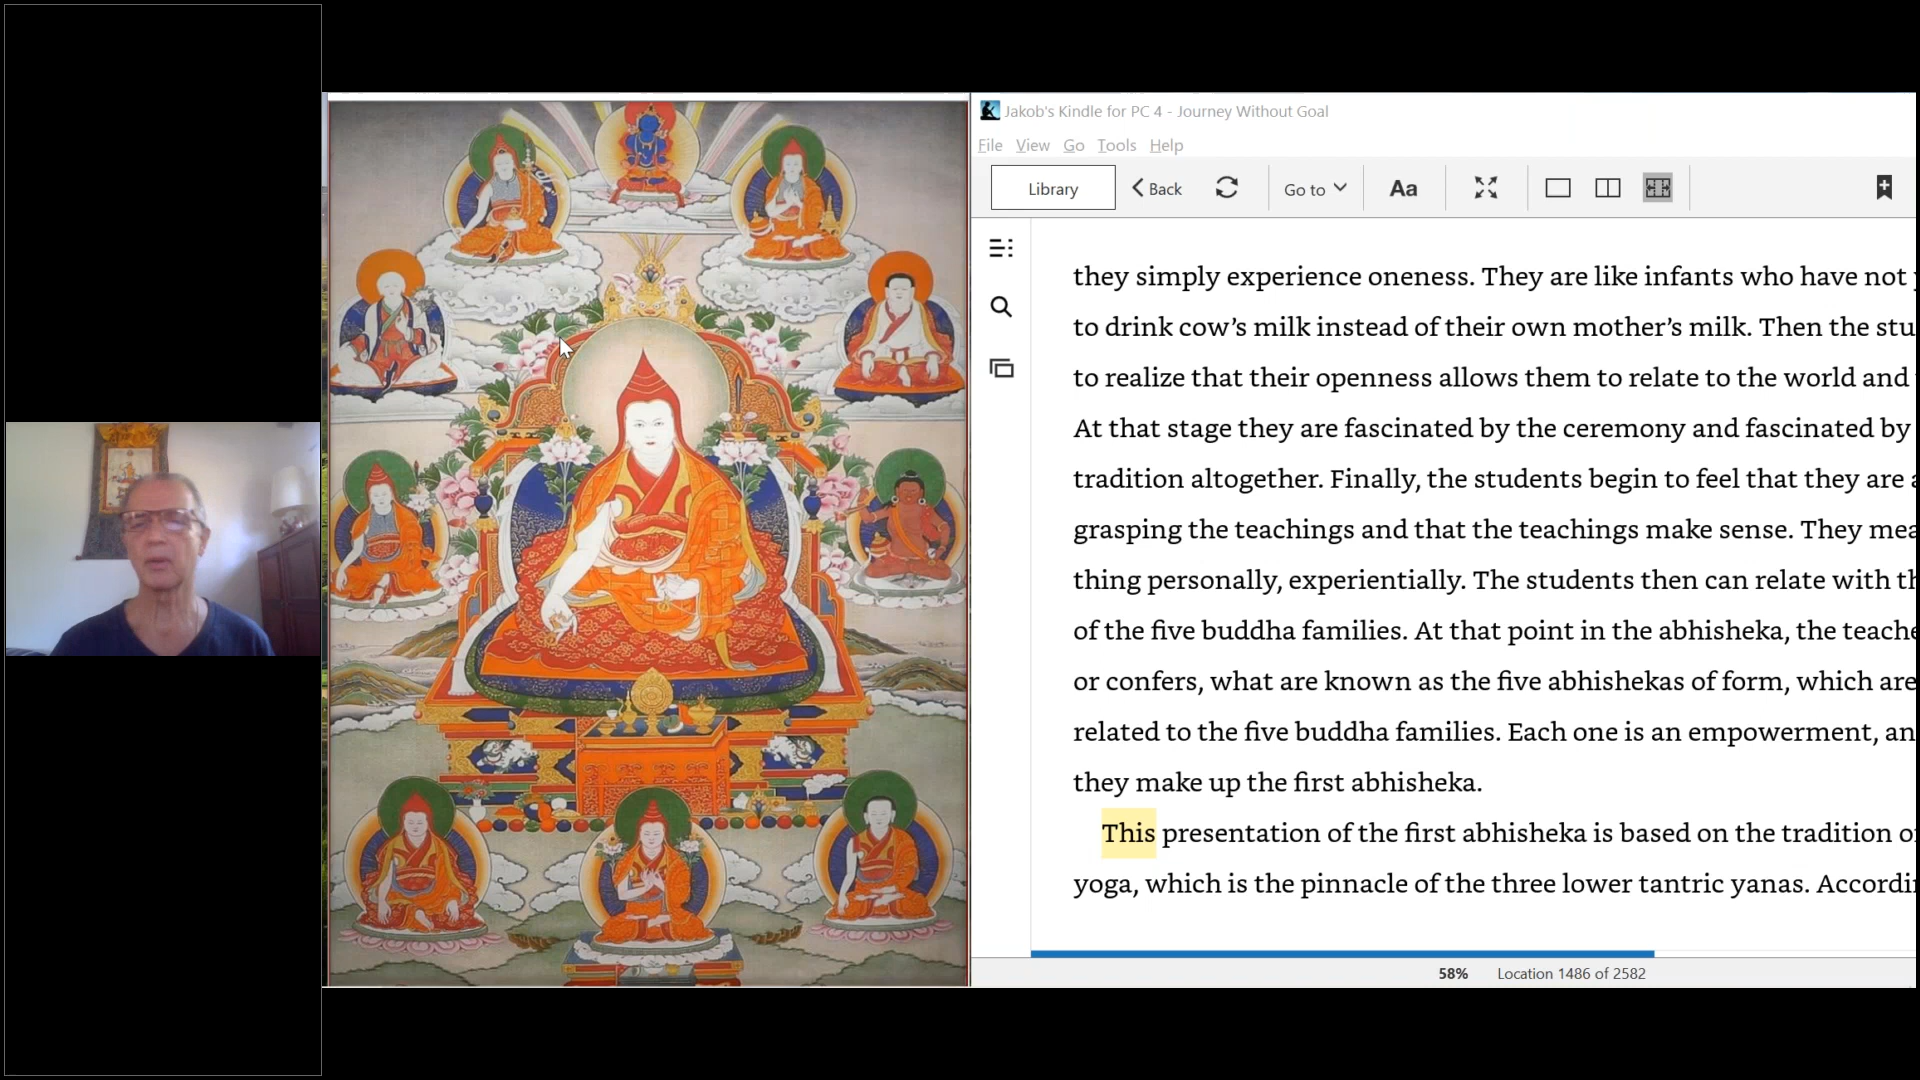 Jakob's Kindle for PC 4 - Journey Without Goal
File View Go Tools Help
Library Back Go to Aa
they simply experience oneness. They are like infants who have not
to drink cow’s milk instead of their own mother’s milk. Then the stu
to realize that their openness allows them to relate to the world and
At that stage they are fascinated by the ceremony and fascinated by
tradition altogether. Finally, the students begin to feel that they are a
grasping the teachings and that the teachings make sense. They mea
thing personally, experientially. The students then can relate with th
of the five buddha families. At that point in the abhisheka, the teache
or confers, what are known as the five abhishekas of form, which are
related to the five buddha families. Each one is an empowerment, an
they make up the first abhisheka.
This presentation of the first abhisheka is based on the tradition of
yoga, which is the pinnacle of the three lower tantric yanas. Accordin
58% Location 1486 of 2582